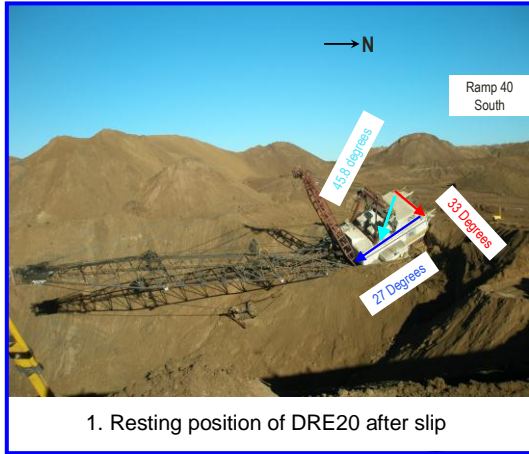 N
Ramp 40
South
45.8 degrees
33 Degrees
27 Degrees
1. Resting position of DRE20 after slip